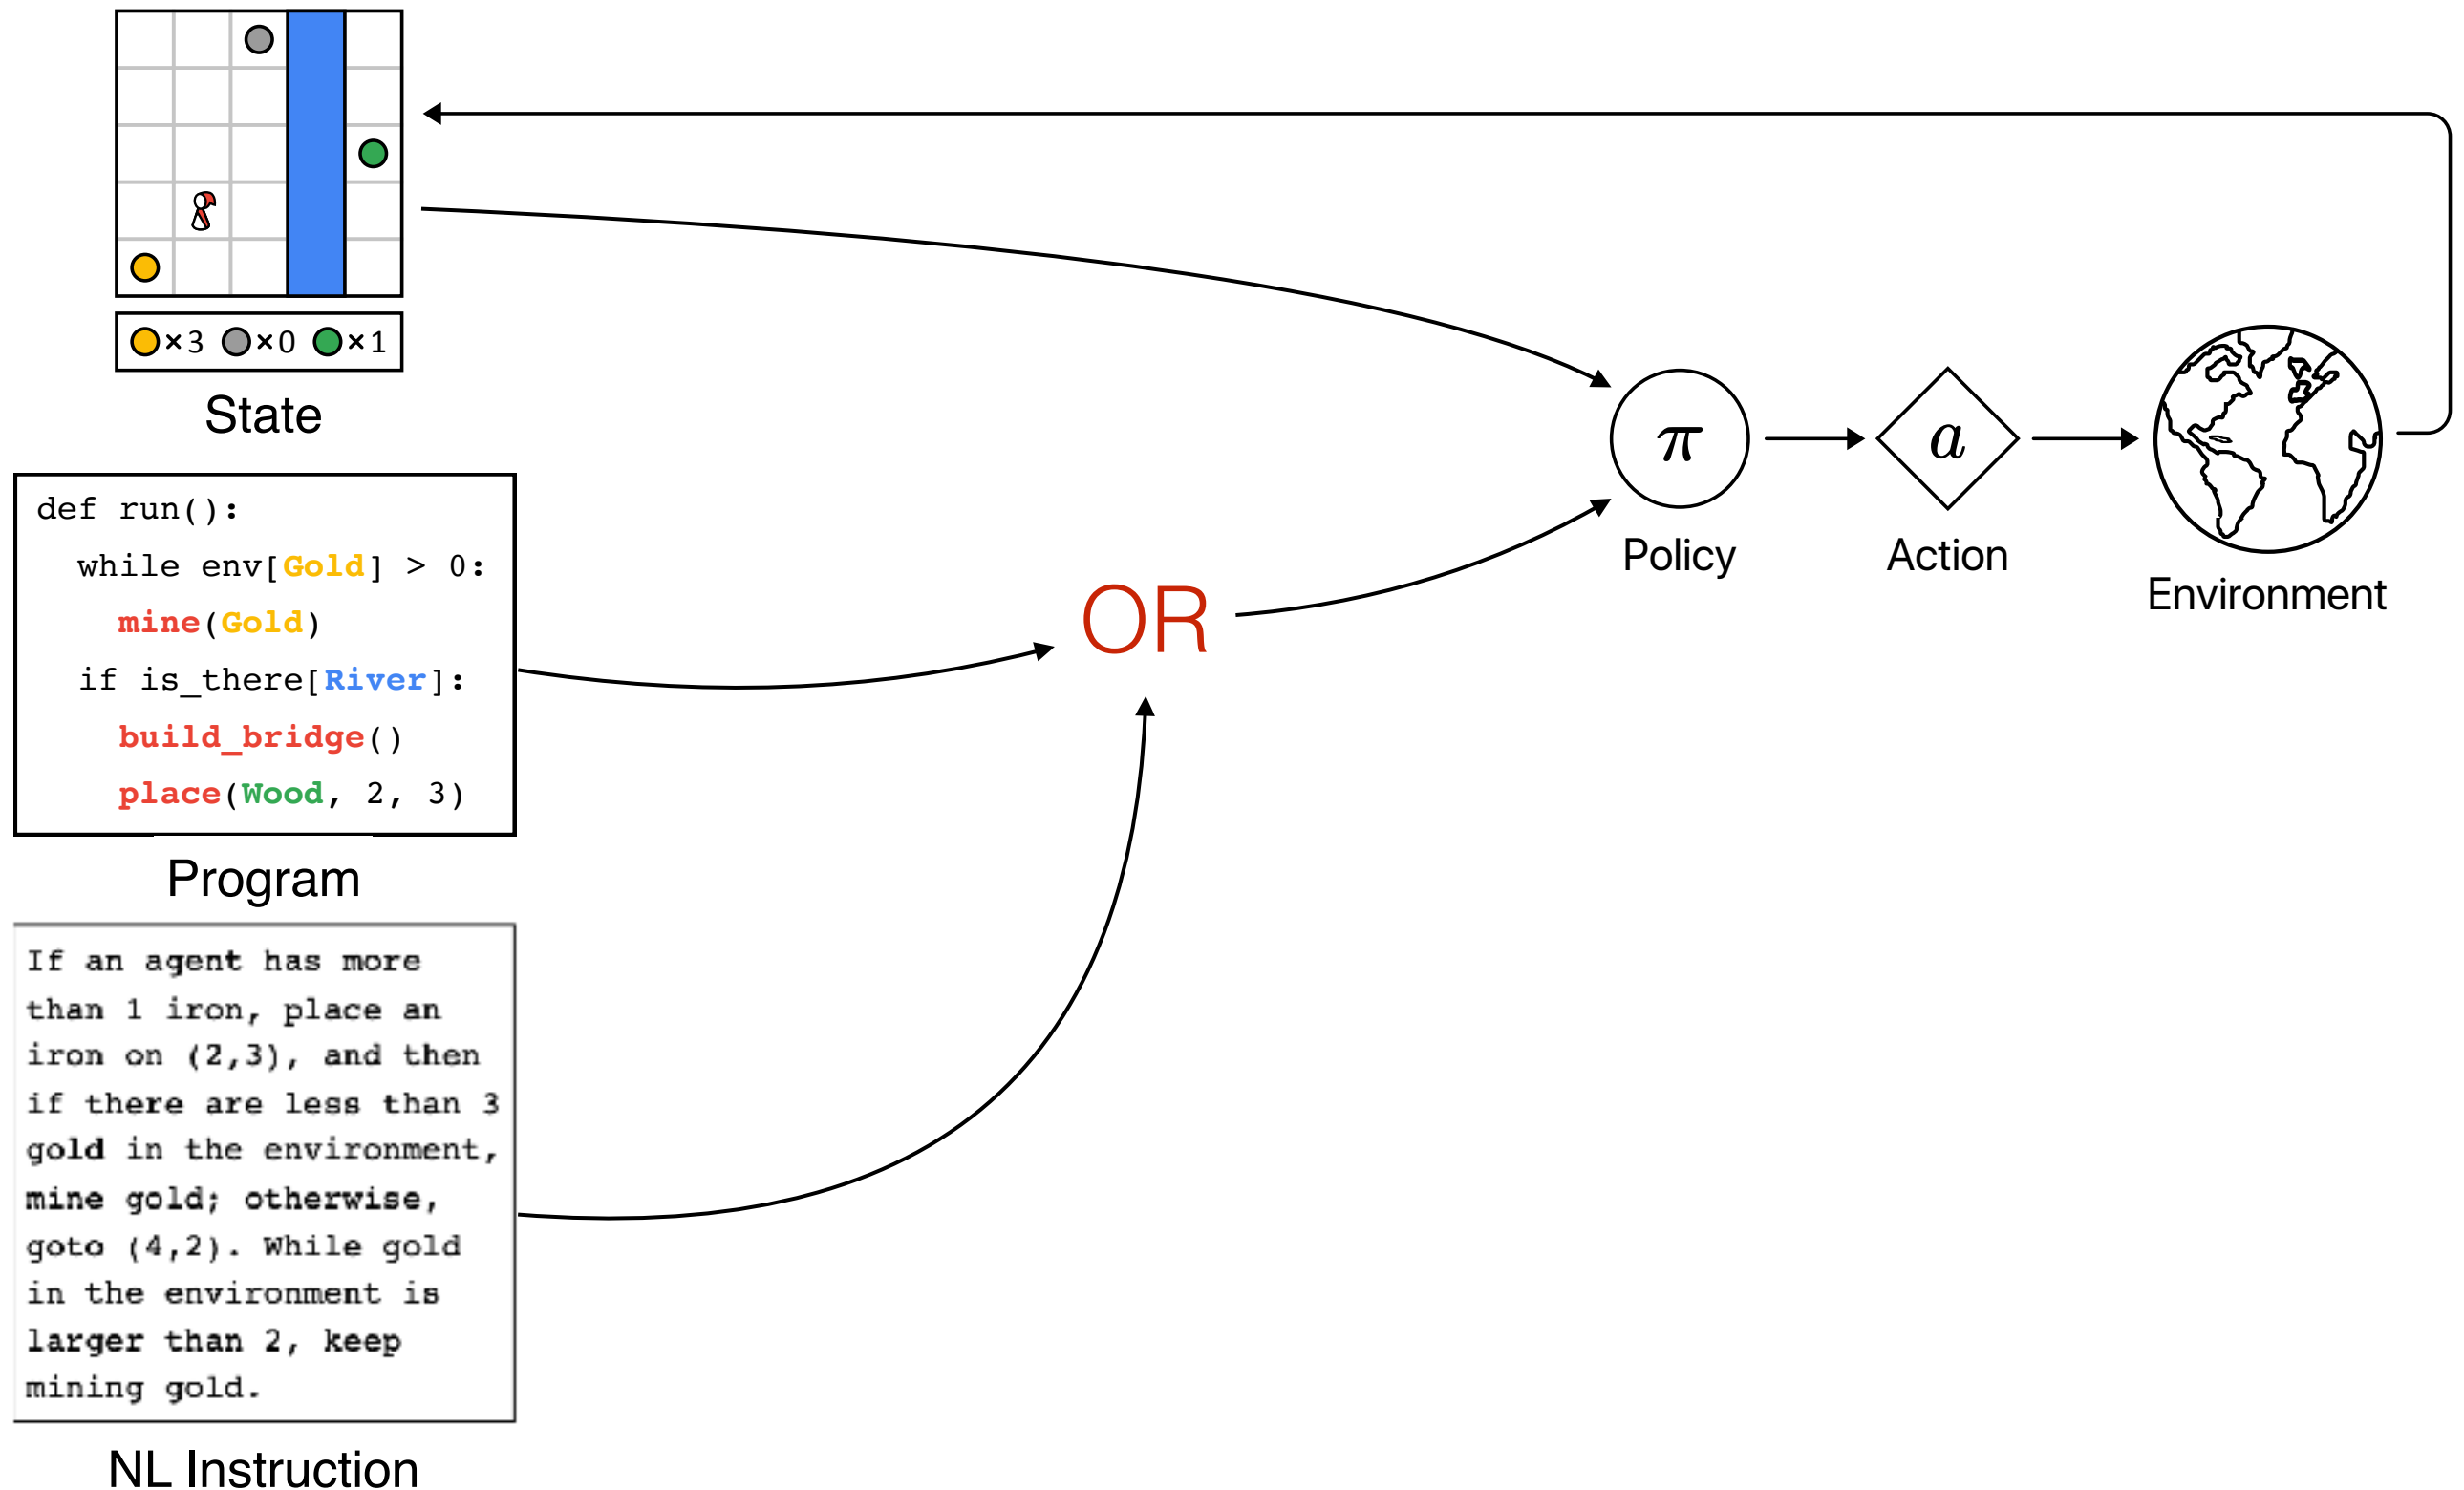 ×3 ×0 ×1
State
def run():
while env[Gold] > 0:
mine(Gold)
if is_there[River]:
build_bridge()
place(Wood, 2, 3)
Program
If an agent has more
than 1 iron, place an
iron on (2,3), and then
if there are less than 3
gold in the environment,
mine gold; otherwise,
goto (4,2). While gold
in the environment is
larger than 2, keep
mining gold.
NL Instruction
OR
π
Policy
a
Action
Environment